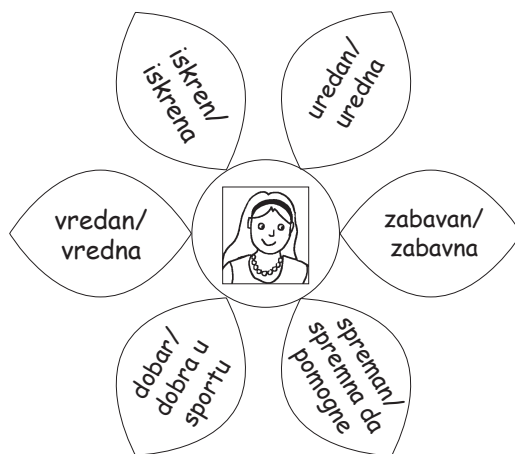 iskren/
iskrena
uredan/
uredna
vredan/
vredna
zabavan/
zabavna
dobar/
dobra u
sportu
spreman/
spremna da
pomogne